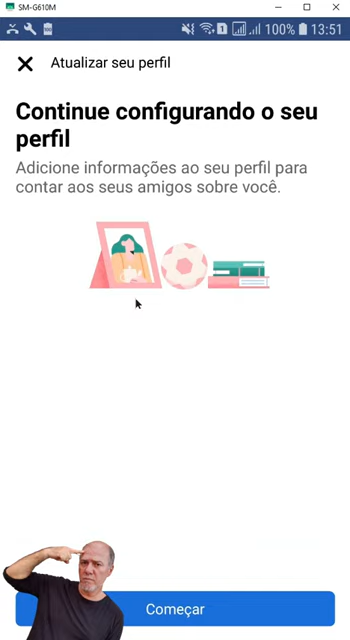 SM-G610M
1
100% 13:51
Atualizar seu perfil
Continue configurando o seu
perfil
Adicione informações ao seu perfil para
contar aos seus amigos sobre você.
Começar